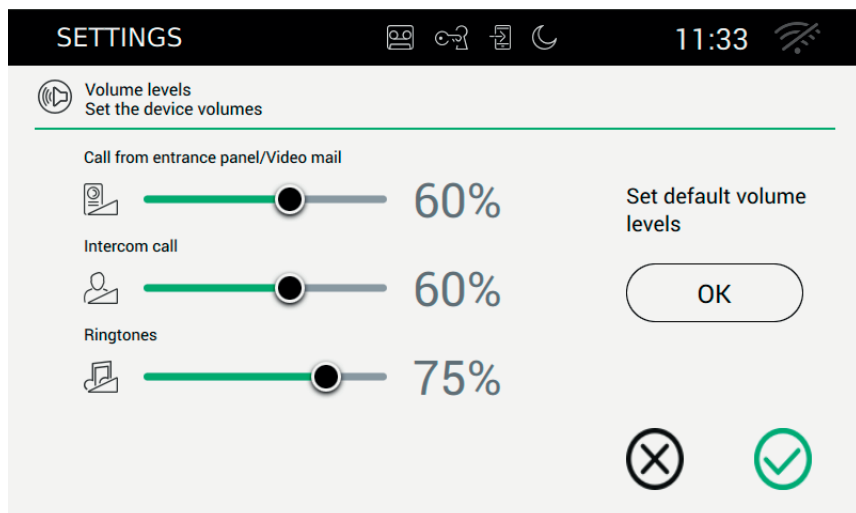 SETTINGS
11:33
Volume levels
Set the device volumes
Call from entrance panel/Video mail
60%
Intercom call
60%
Ringtones
75%
Set default volume
levels
OK